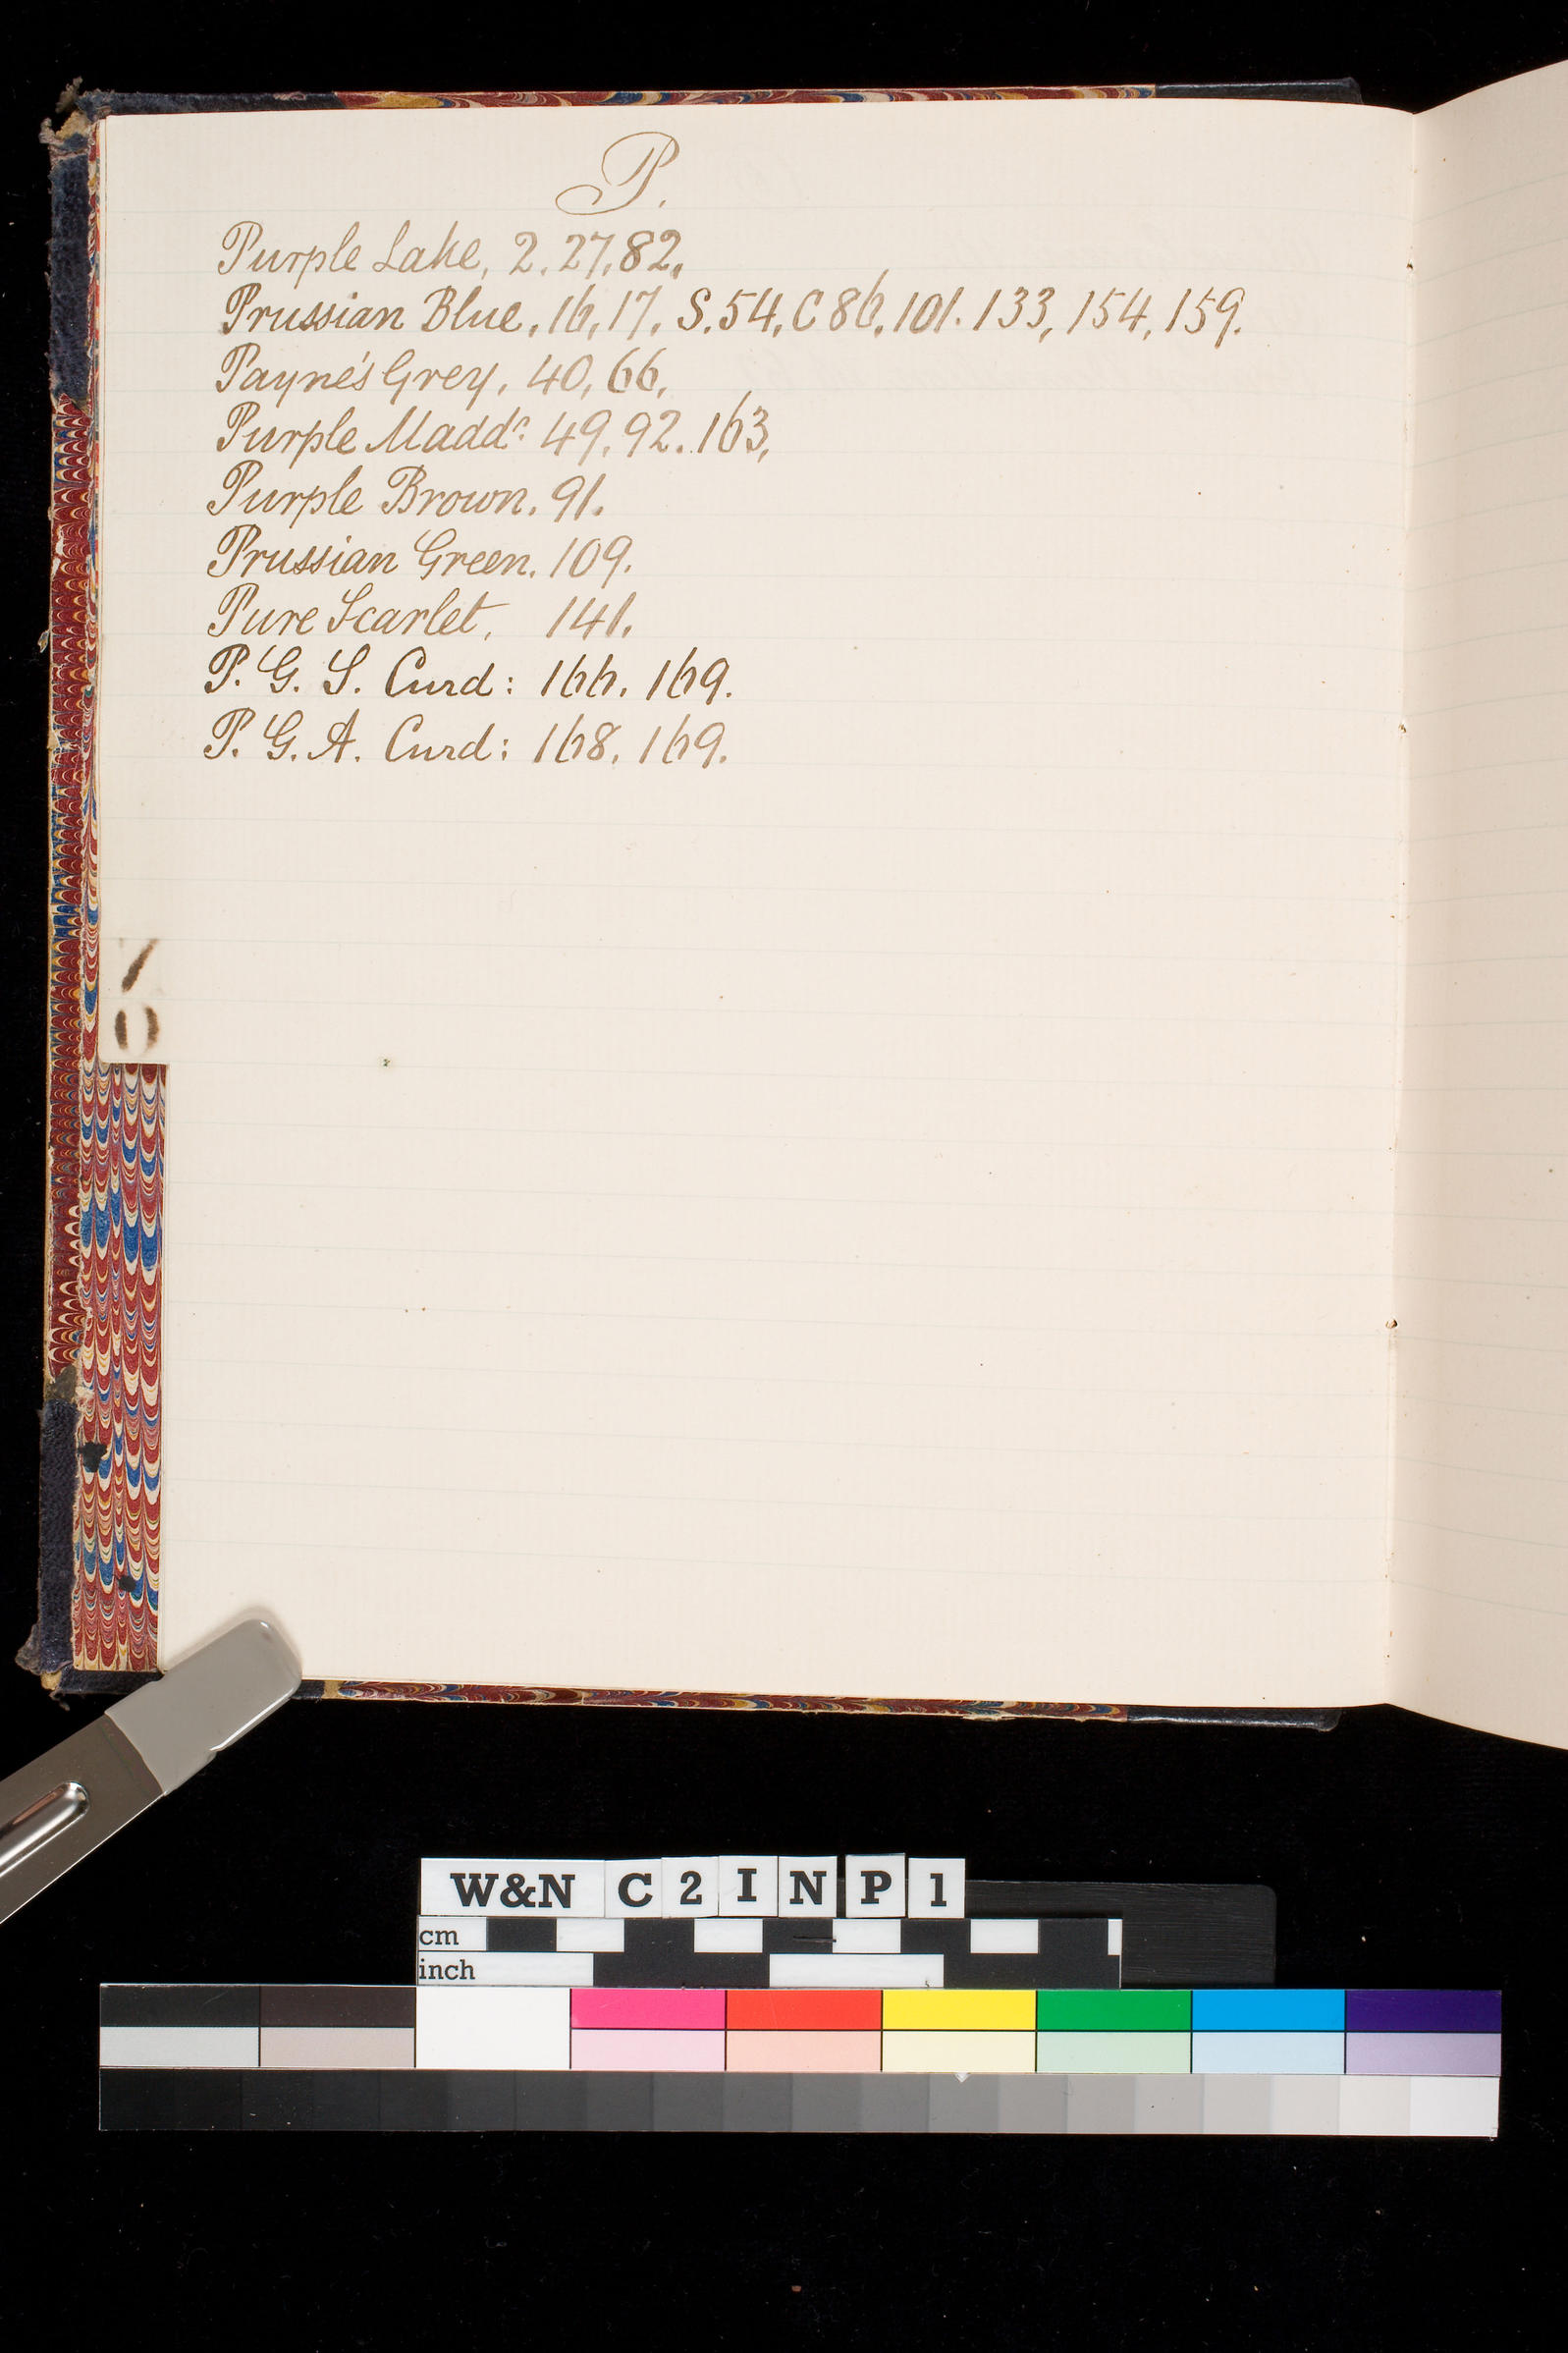 P.
Purple Lake, 2. 27. 82.
Prussian Blue. 16, 17. S. 54. C 86. 101. 133, 154, 159.
Payne's Grey, 40, 66.
Purple Maddr. 49. 92. 163,
Purple Brown. 91.
Prussian Green. 109.
Pure Scarlet, 141.
P. G. S. Curd: 166. 169.
P. G. A. Curd: 168. 169.
W&N C 2 I N P 1
cm
inch